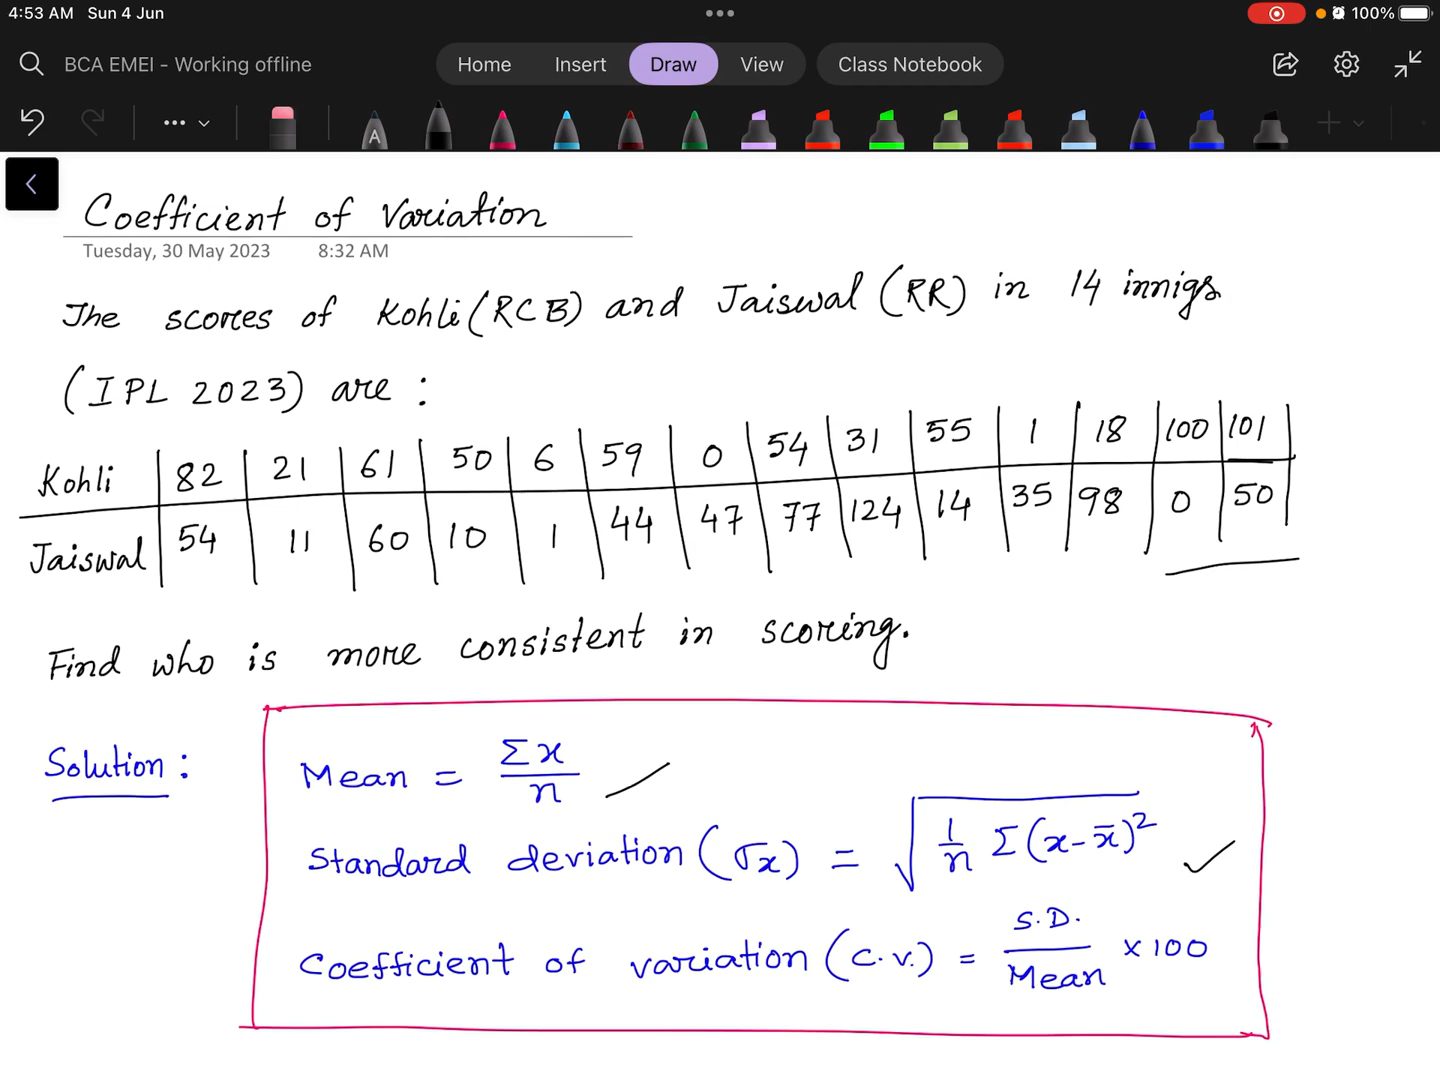 4:53 AM Sun 4 Jun
100%
BCA EMEI - Working offline
Home Insert Draw View Class Notebook
A
Coefficient of Variation
Tuesday, 30 May 2023 8:32 AM
The scores of Kohli (RCB) and Jaiswal (RR) in 14 innigs
(IPL 2023) are :
Kohli 82 21 61 50 6 59 0 54 31 55 1 18 100 101
Jaiswal 54 11 60 10 1 44 47 77 124 14 35 98 0 50
Find who is more consistent in scoring.
Solution :
Mean = Σx/n
Standard deviation (σx) = √(1/n Σ(x-x̄)²)
Coefficient of variation (C.V.) = S.D./Mean × 100